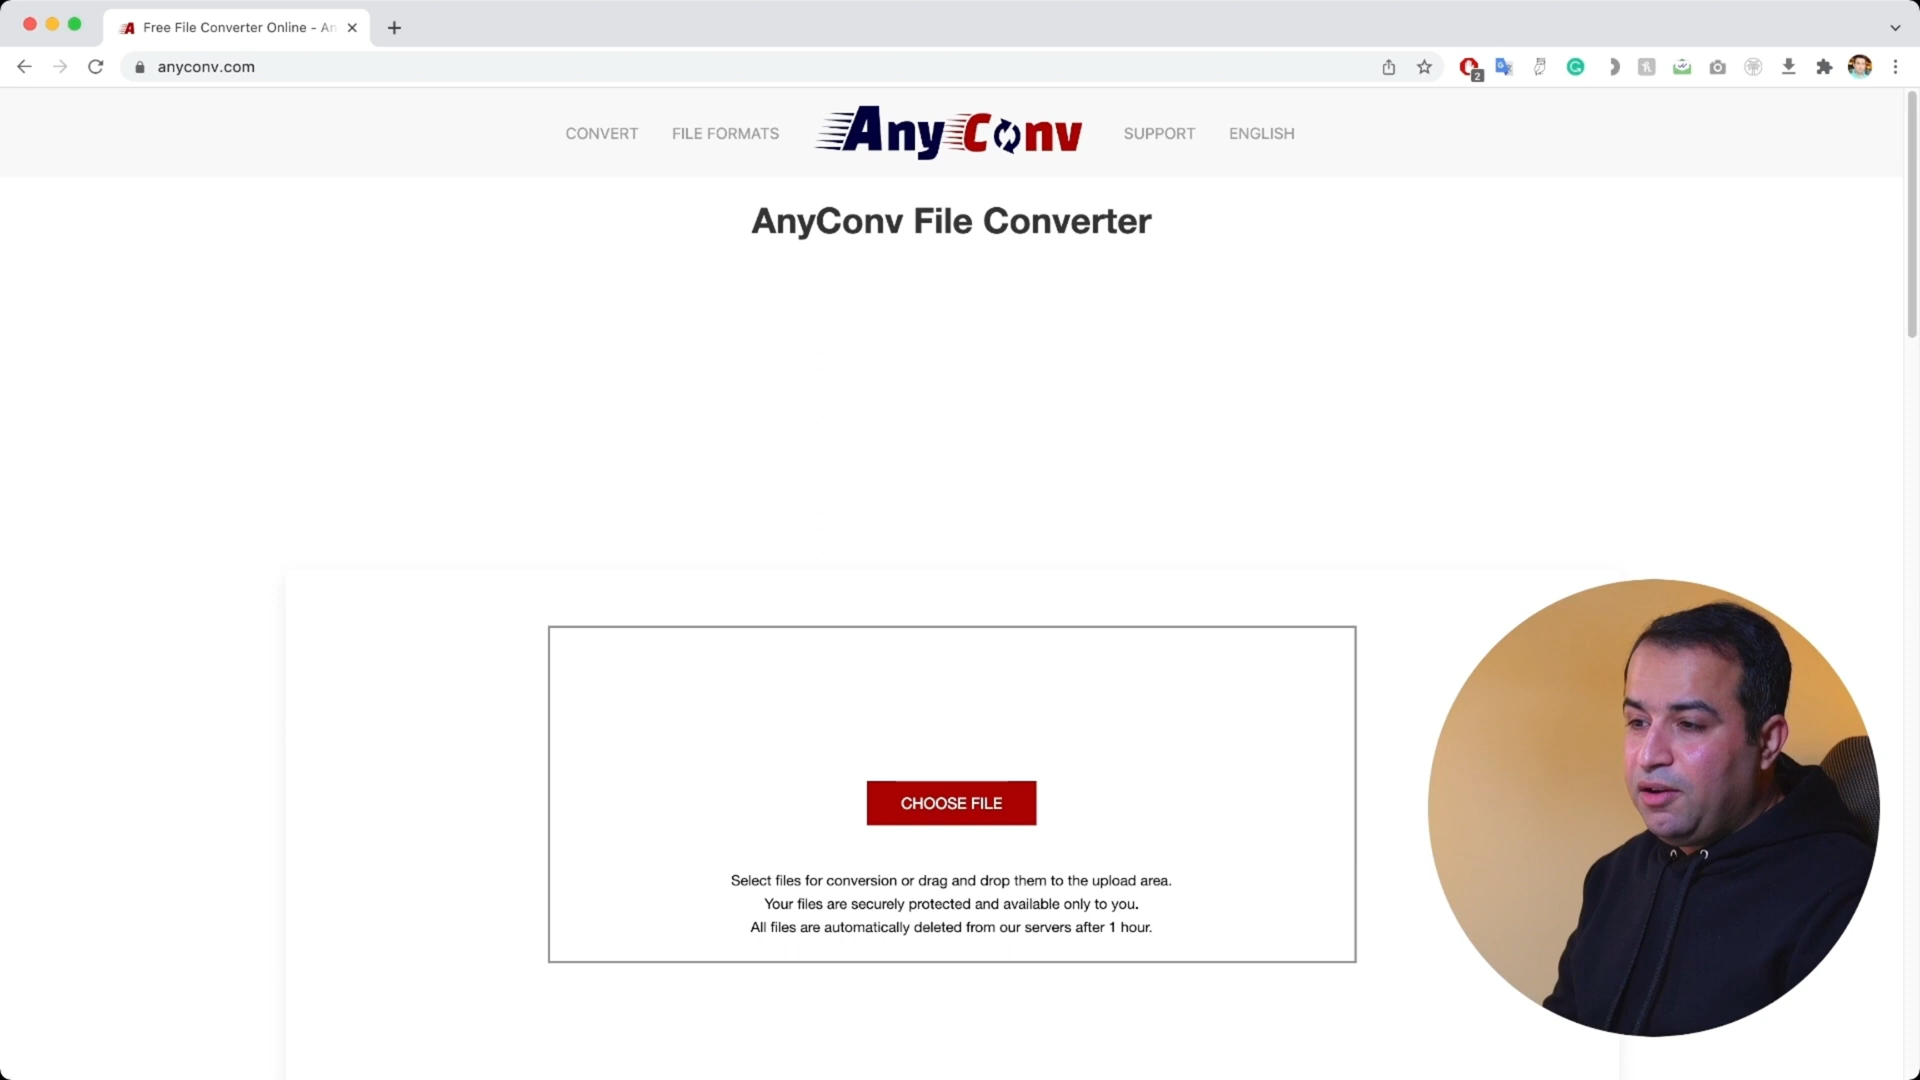 Free File Converter Online - An
anyconv.com
2
CONVERT
FILE FORMATS
AnyConv
SUPPORT
ENGLISH
AnyConv File Converter
CHOOSE FILE
Select files for conversion or drag and drop them to the upload area.
Your files are securely protected and available only to you.
All files are automatically deleted from our servers after 1 hour.